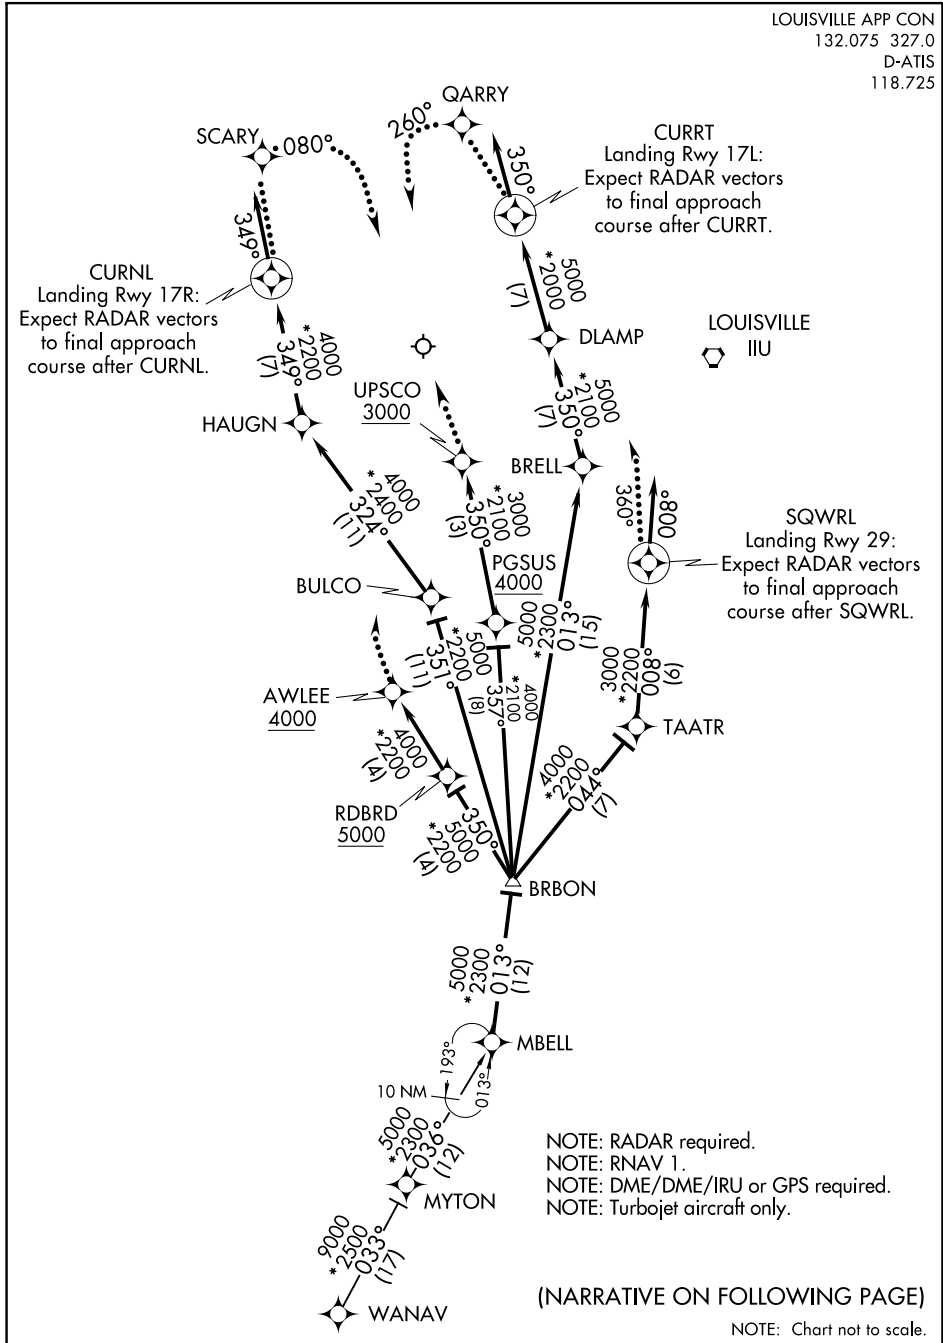 LOUISVILLE APP CON
132.075 327.0
D-ATIS
118.725
QARRY
260°
SCARY
080°
CURRT
Landing Rwy 17L:
Expect RADAR vectors
to final approach
course after CURRT.
350°
349°
CURNL
Landing Rwy 17R:
Expect RADAR vectors
to final approach
course after CURNL.
5000
*2000
(7)
DLAMP
LOUISVILLE
IIU
4000
*2200
349°
(7)
UPSCO
3000
5000
*2100
350°
(7)
HAUGN
BRELL
4000
*2400
324°
(11)
3000
*2100
350°
(3)
360°
008°
SQWRL
Landing Rwy 29:
Expect RADAR vectors
to final approach
course after SQWRL.
PGSUS
4000
BULCO
5000
*2300
013°
(15)
5000
*2200
351°
(11)
4000
*2100
357°
(8)
3000
*2200
008°
(6)
AWLEE
4000
TAATR
4000
*2200
(4)
4000
*2200
044°
(7)
RDBRD
5000
350°
5000
*2200
(4)
BRBON
5000
*2300
013°
(12)
MBELL
193°
013°
10 NM
5000
*2300
036°
(12)
MYTON
NOTE: RADAR required.
NOTE: RNAV 1.
NOTE: DME/DME/IRU or GPS required.
NOTE: Turbojet aircraft only.
9000
*2500
033°
(17)
WANAV
(NARRATIVE ON FOLLOWING PAGE)
NOTE: Chart not to scale.